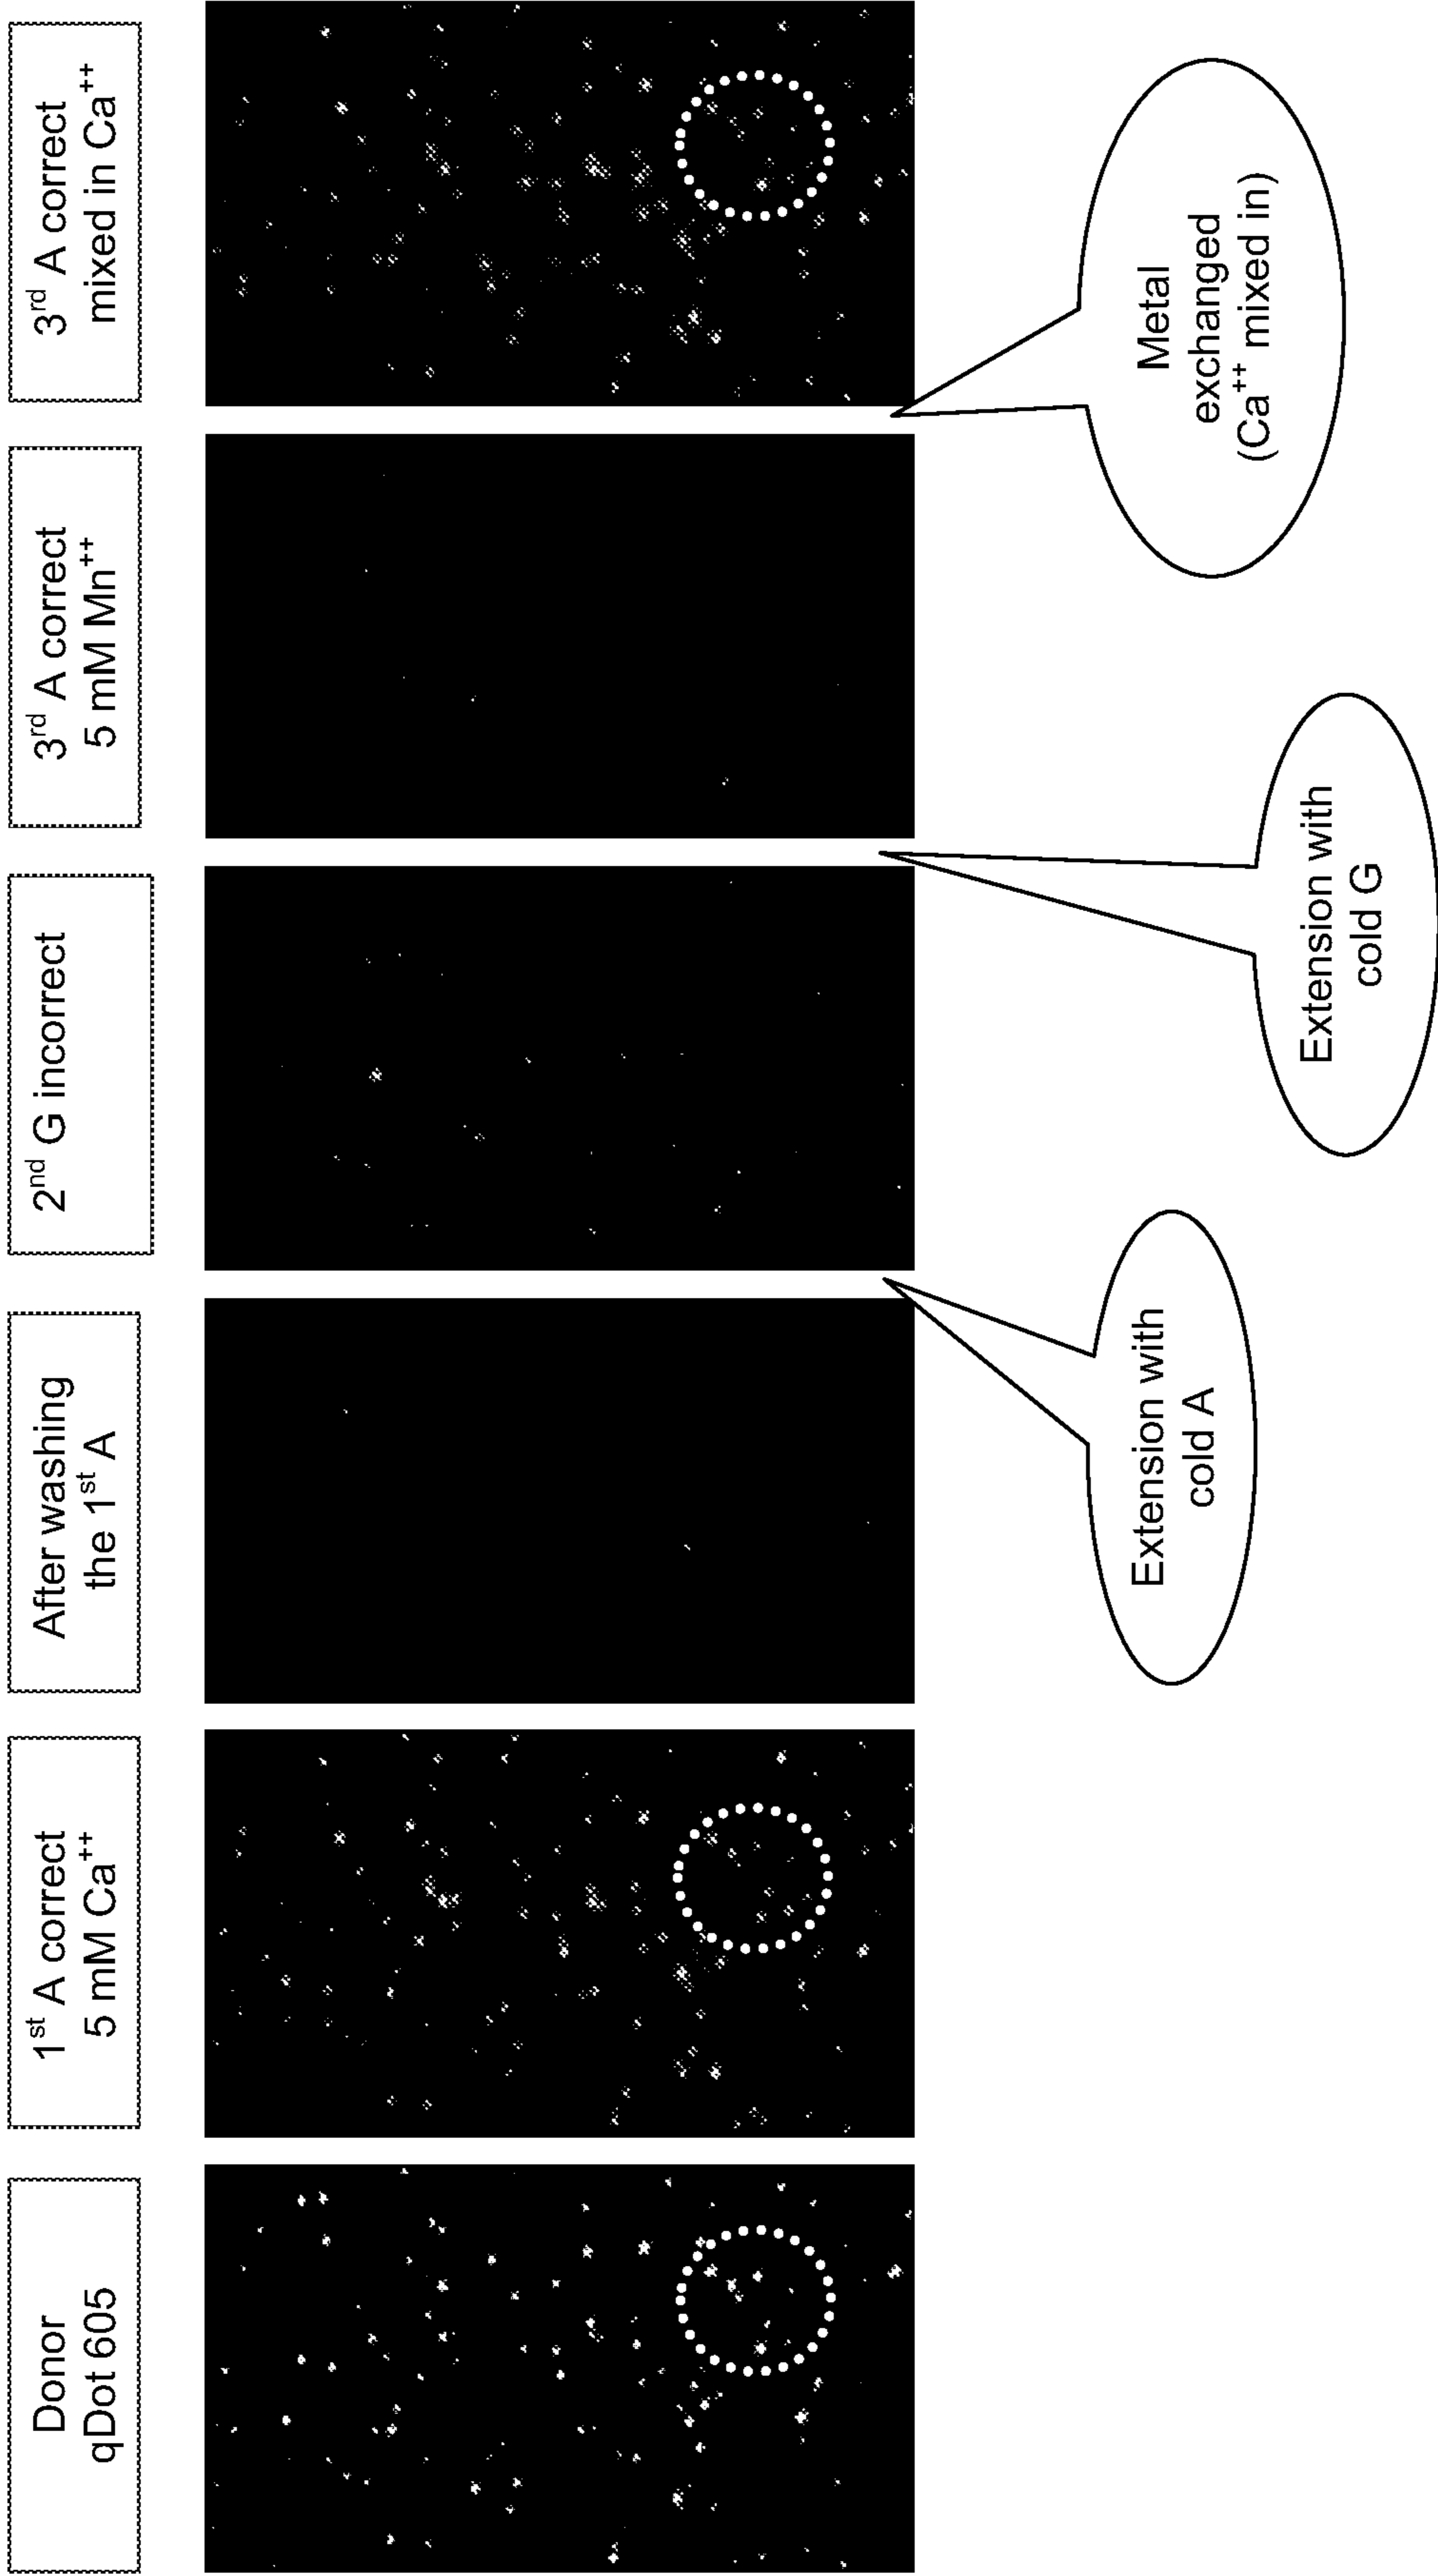 Donor
qDot 605
1st A correct
5 mM Ca++
After washing
the 1st A
2nd G incorrect
3rd A correct
5 mM Mn++
3rd A correct
mixed in Ca++
Extension with
cold A
Extension with
cold G
Metal
exchanged
(Ca++ mixed in)